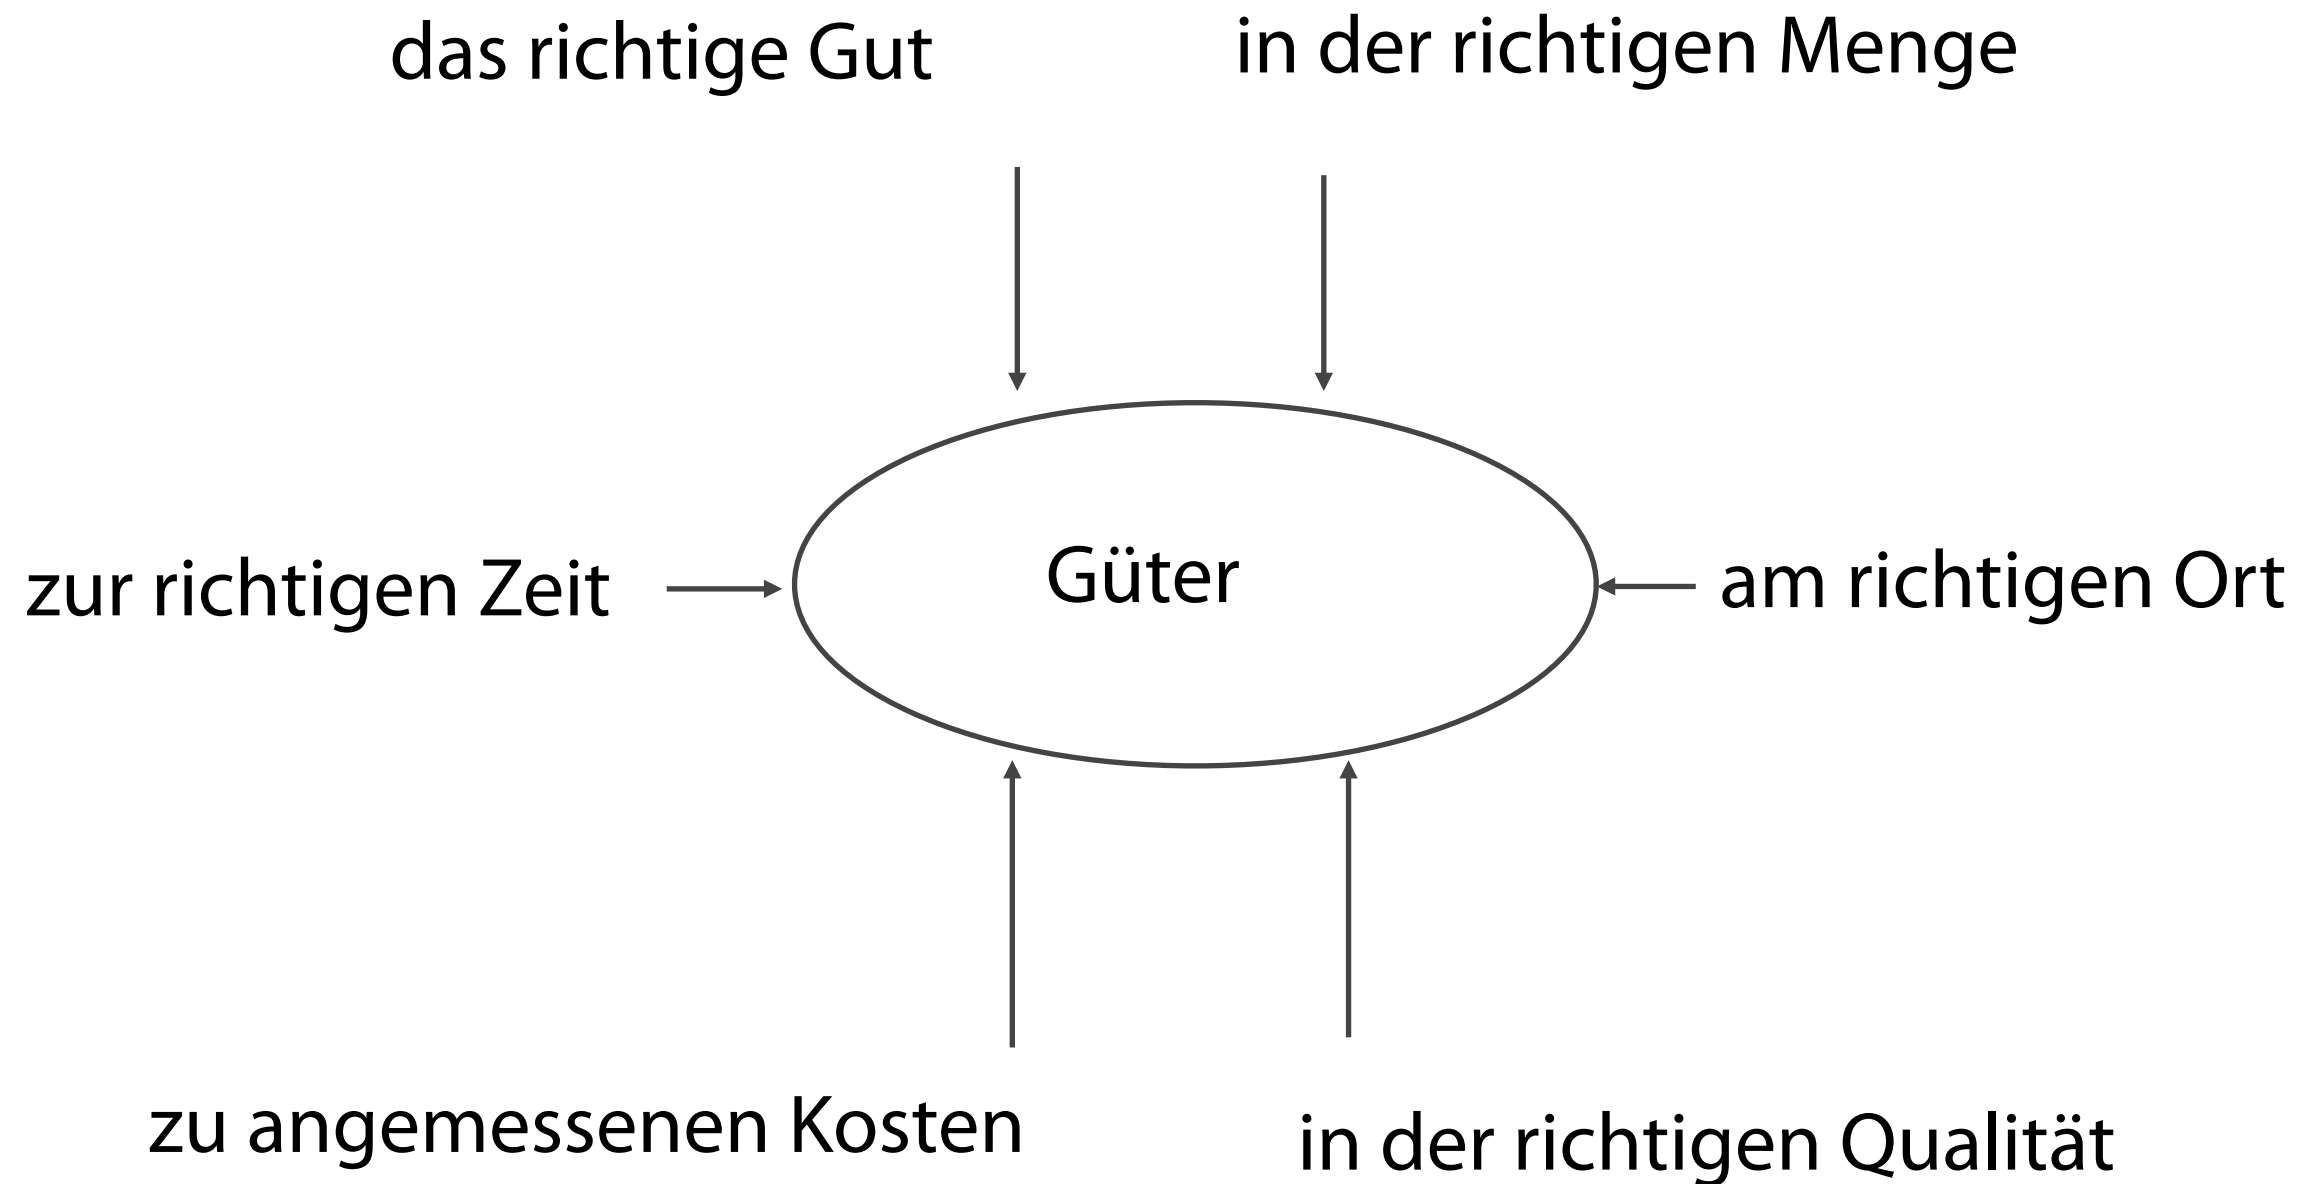 das richtige Gut
in der richtigen Menge
zur richtigen Zeit
Güter
am richtigen Ort
zu angemessenen Kosten
in der richtigen Qualität